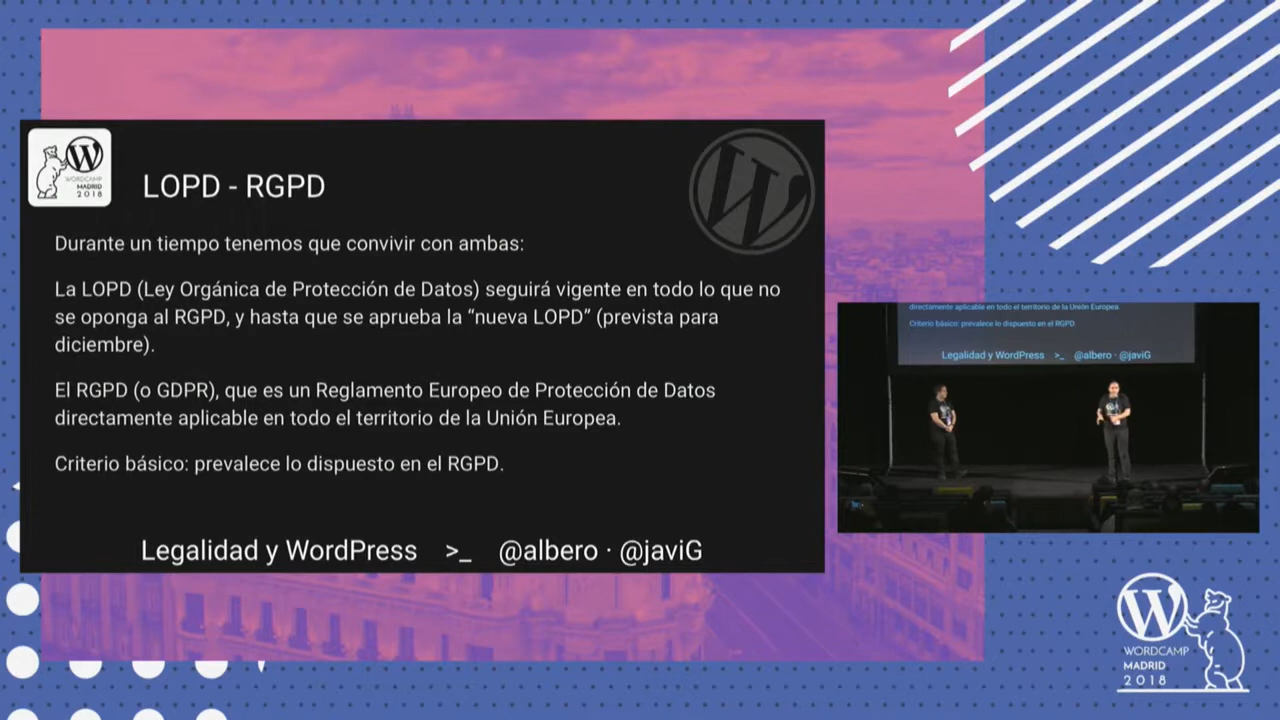 WORDCAMP
MADRID
2018
LOPD - RGPD
Durante un tiempo tenemos que convivir con ambas:
La LOPD (Ley Orgánica de Protección de Datos) seguirá vigente en todo lo que no
se oponga al RGPD, y hasta que se aprueba la “nueva LOPD” (prevista para
diciembre).
El RGPD (o GDPR), que es un Reglamento Europeo de Protección de Datos
directamente aplicable en todo el territorio de la Unión Europea.
Criterio básico: prevalece lo dispuesto en el RGPD.
Legalidad y WordPress >_ @albero · @javiG
directamente aplicable en todo el territorio de la Unión Europea.
Criterio básico: prevalece lo dispuesto en el RGPD.
Legalidad y WordPress >_ @albero · @javiG
WORDCAMP
MADRID
2018